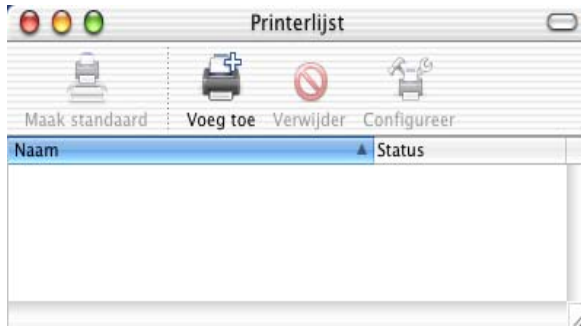 Printerlijst
Maak standaard Voeg toe Verwijder Configureer
Naam Status